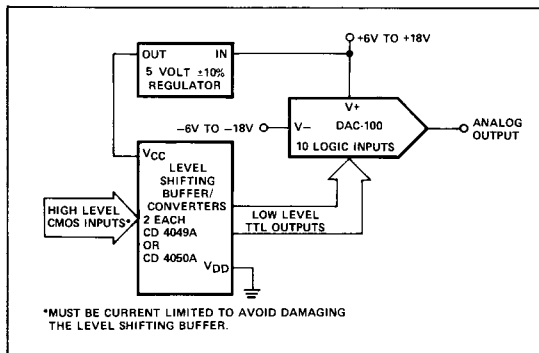 +6V TO +18V
OUT IN
5 VOLT ±10%
REGULATOR
V+
–6V TO –18V
V–
DAC-100
10 LOGIC INPUTS
ANALOG
OUTPUT
VCC
LEVEL
SHIFTING
BUFFER/
CONVERTERS
2 EACH
CD 4049A
OR
CD 4050A
VDD
HIGH LEVEL
CMOS INPUTS*
LOW LEVEL
TTL OUTPUTS
*MUST BE CURRENT LIMITED TO AVOID DAMAGING
THE LEVEL SHIFTING BUFFER.